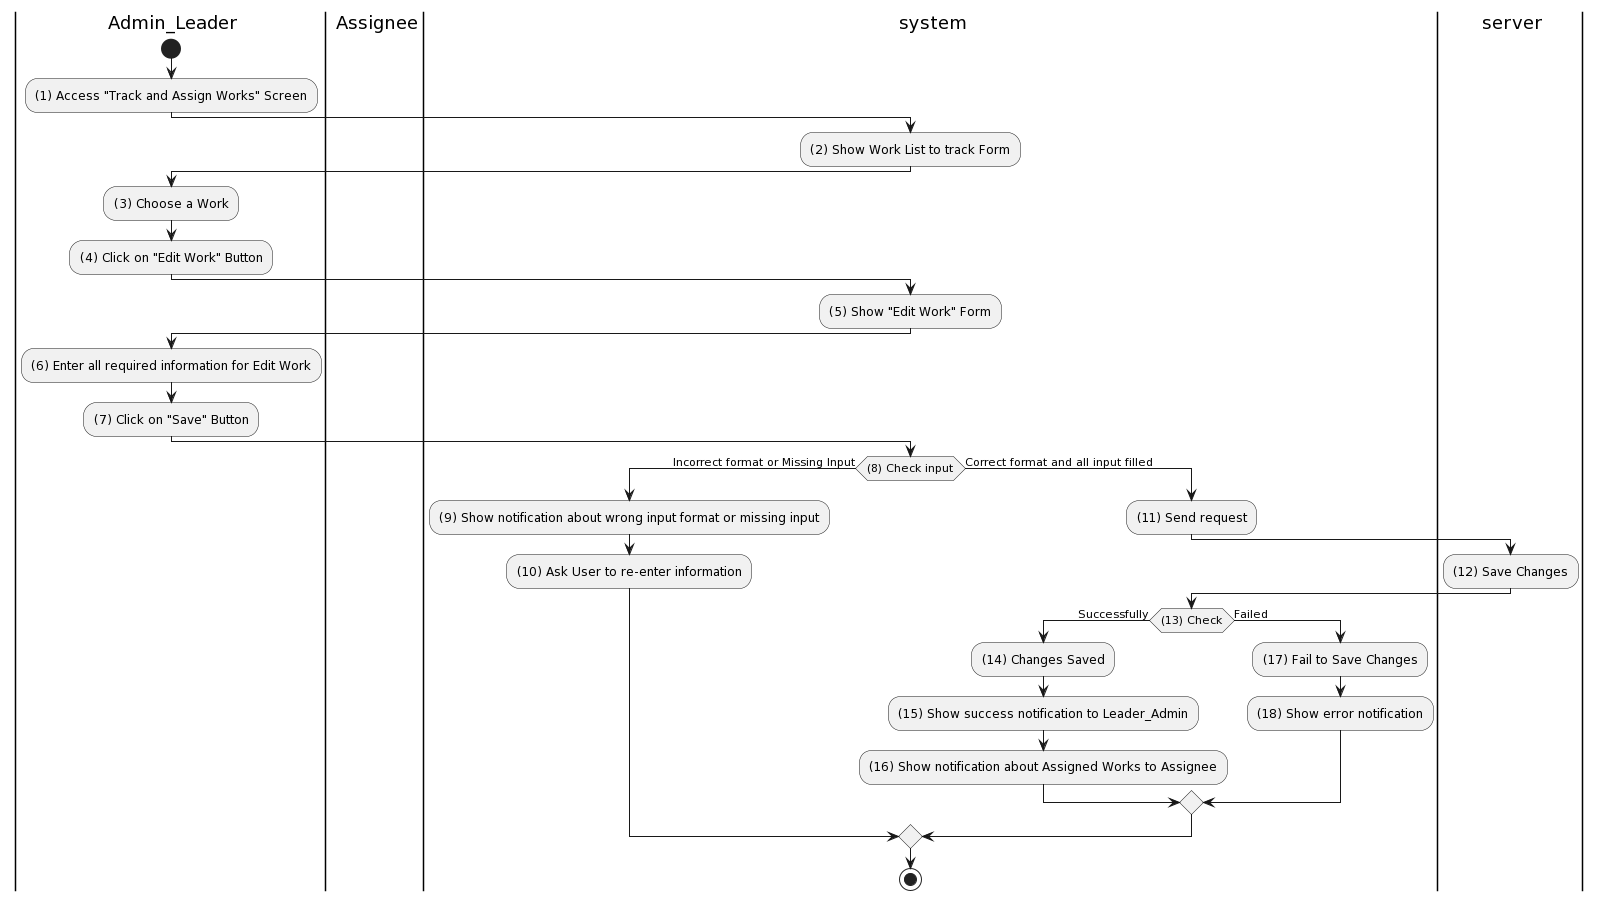 Admin_Leader
Assignee
system
server
(1) Access "Track and Assign Works" Screen
(2) Show Work List to track Form
(3) Choose a Work
(4) Click on "Edit Work" Button
(5) Show "Edit Work" Form
(6) Enter all required information for Edit Work
(7) Click on "Save" Button
Incorrect format or Missing Input
(8) Check input
Correct format and all input filled
(9) Show notification about wrong input format or missing input
(11) Send request
(10) Ask User to re-enter information
(12) Save Changes
Successfully
(13) Check
Failed
(14) Changes Saved
(17) Fail to Save Changes
(15) Show success notification to Leader_Admin
(18) Show error notification
(16) Show notification about Assigned Works to Assignee